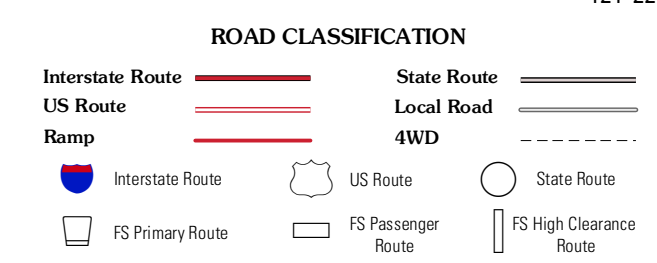 ROAD CLASSIFICATION
Interstate Route
State Route
US Route
Local Road
Ramp
4WD
Interstate Route
US Route
State Route
FS Primary Route
FS Passenger
Route
FS High Clearance
Route